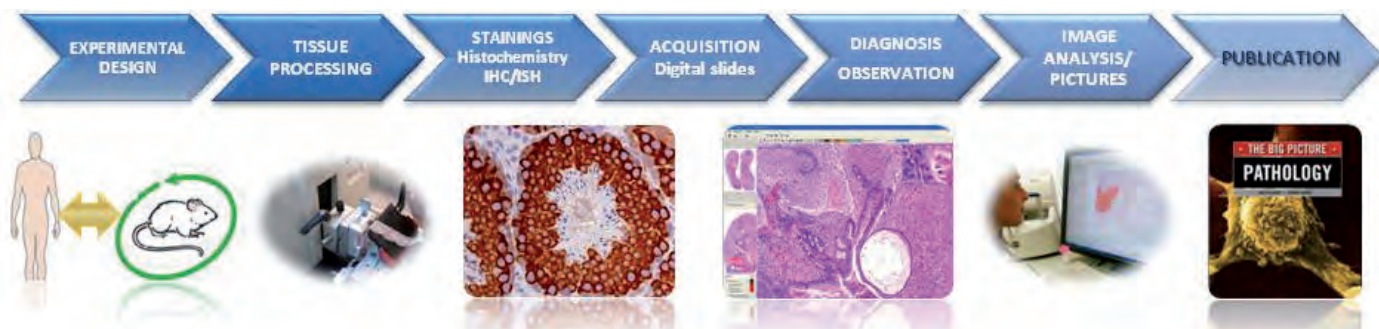 EXPERIMENTAL
DESIGN
TISSUE
PROCESSING
STAININGS
Histochemistry
IHC/ISH
ACQUISITION
Digital slides
DIAGNOSIS
OBSERVATION
IMAGE
ANALYSIS/
PICTURES
PUBLICATION
THE BIG PICTURE
PATHOLOGY